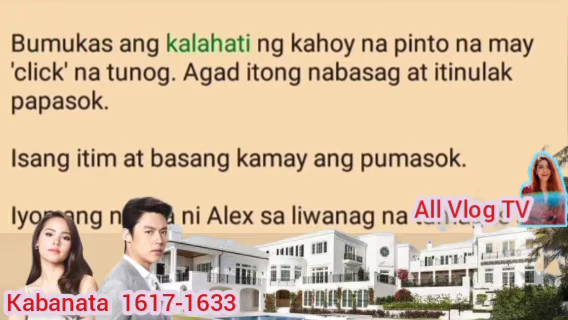 Bumukas ang kalahati ng kahoy na pinto na may
'click' na tunog. Agad itong nabasag at itinulak
papasok.
Isang itim at basang kamay ang pumasok.
ni Alex sa liwanag na
All Vlog TV
Kabanata 1617-1633